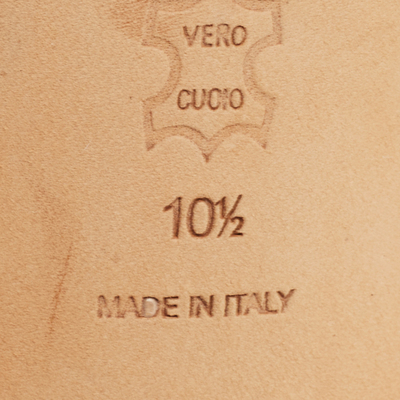 VERO
CUOIO
10½
MADE IN ITALY